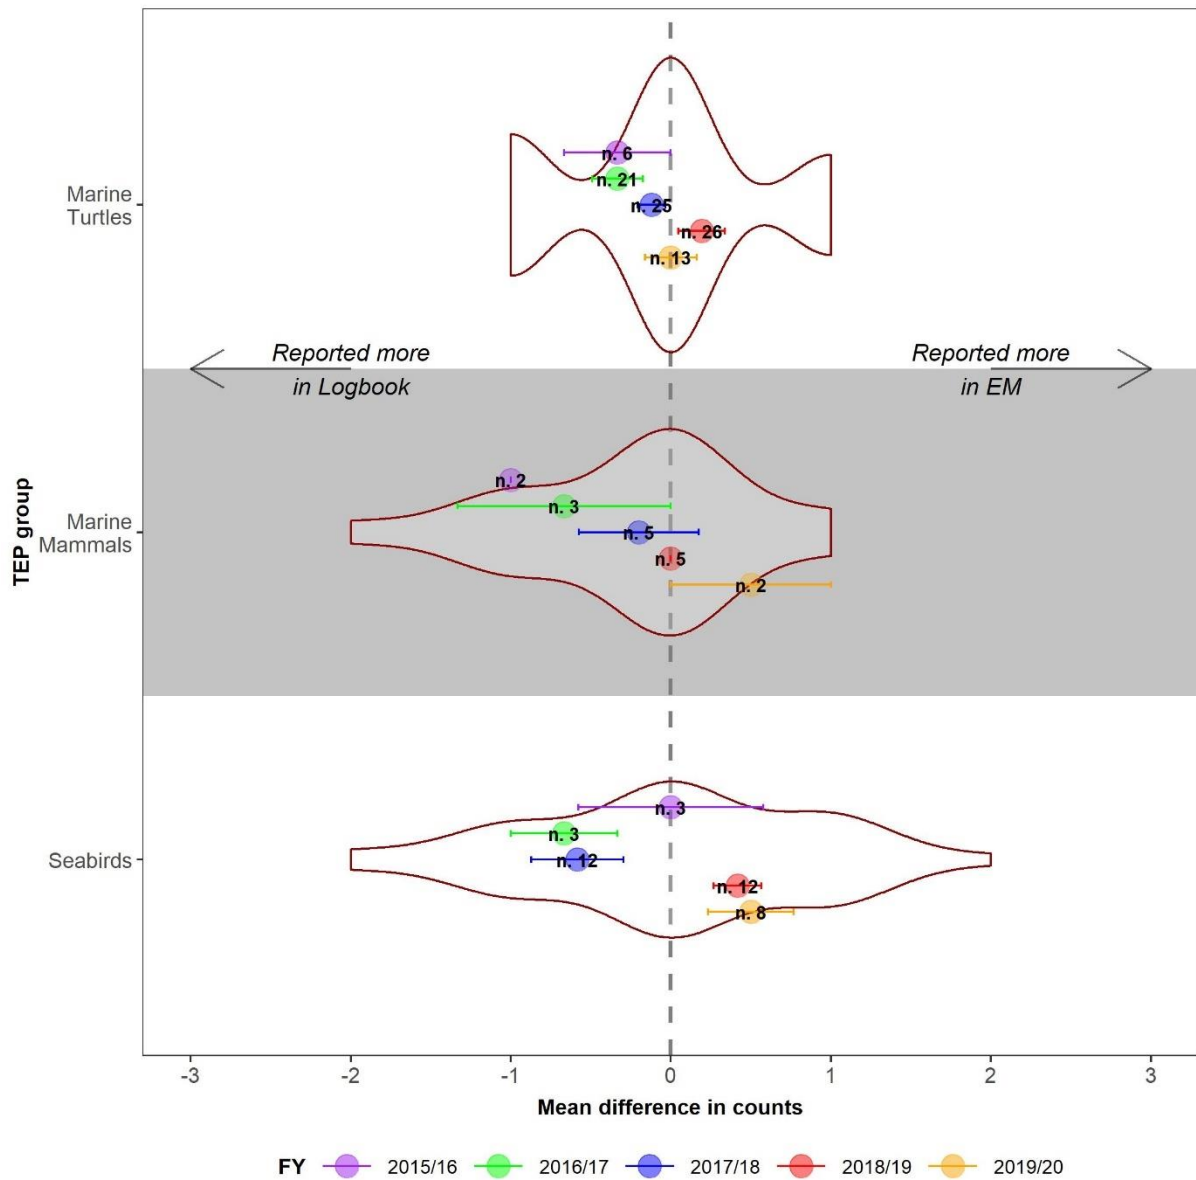 n. 6
n. 21
Marine
Turtles
n. 25
n. 26
n. 13
Reported more
in Logbook
Reported more
in EM
n. 2
n. 3
TEP group
Marine
Mammals
n. 5
n. 5
n. 2
n. 3
n. 3
Seabirds
n. 12
n. 12
n. 8
-3 -2 -1 0 1 2 3
Mean difference in counts
FY 2015/16 2016/17 2017/18 2018/19 2019/20